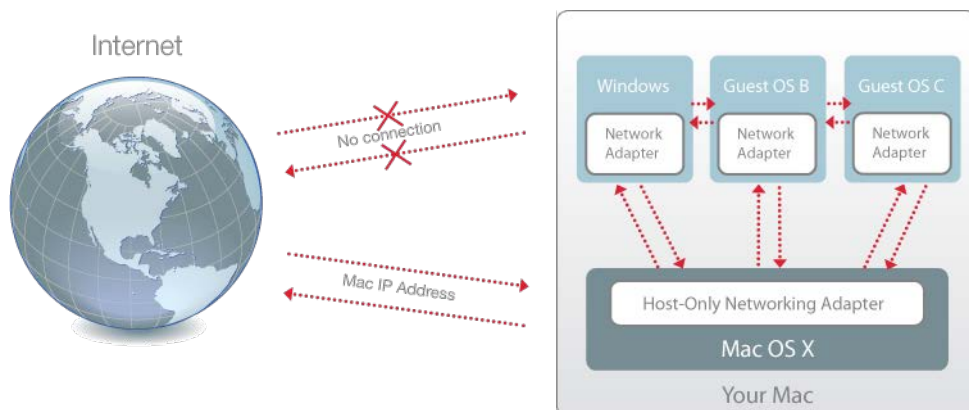 Internet
No connection
Mac IP Address
Windows
Guest OS B
Guest OS C
Network
Adapter
Network
Adapter
Network
Adapter
Host-Only Networking Adapter
Mac OS X
Your Mac